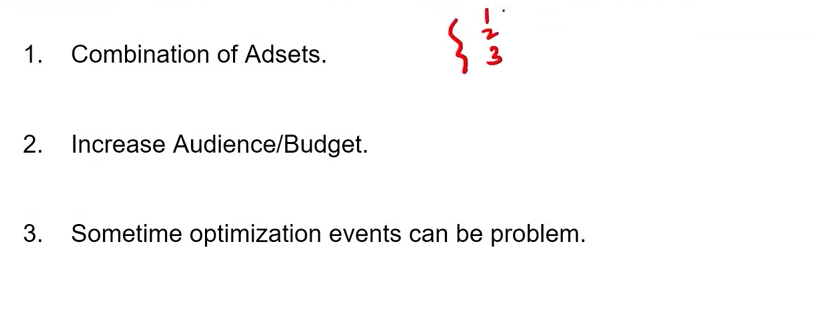 1. Combination of Adsets.
{ 1
2
3
2. Increase Audience/Budget.
3. Sometime optimization events can be problem.